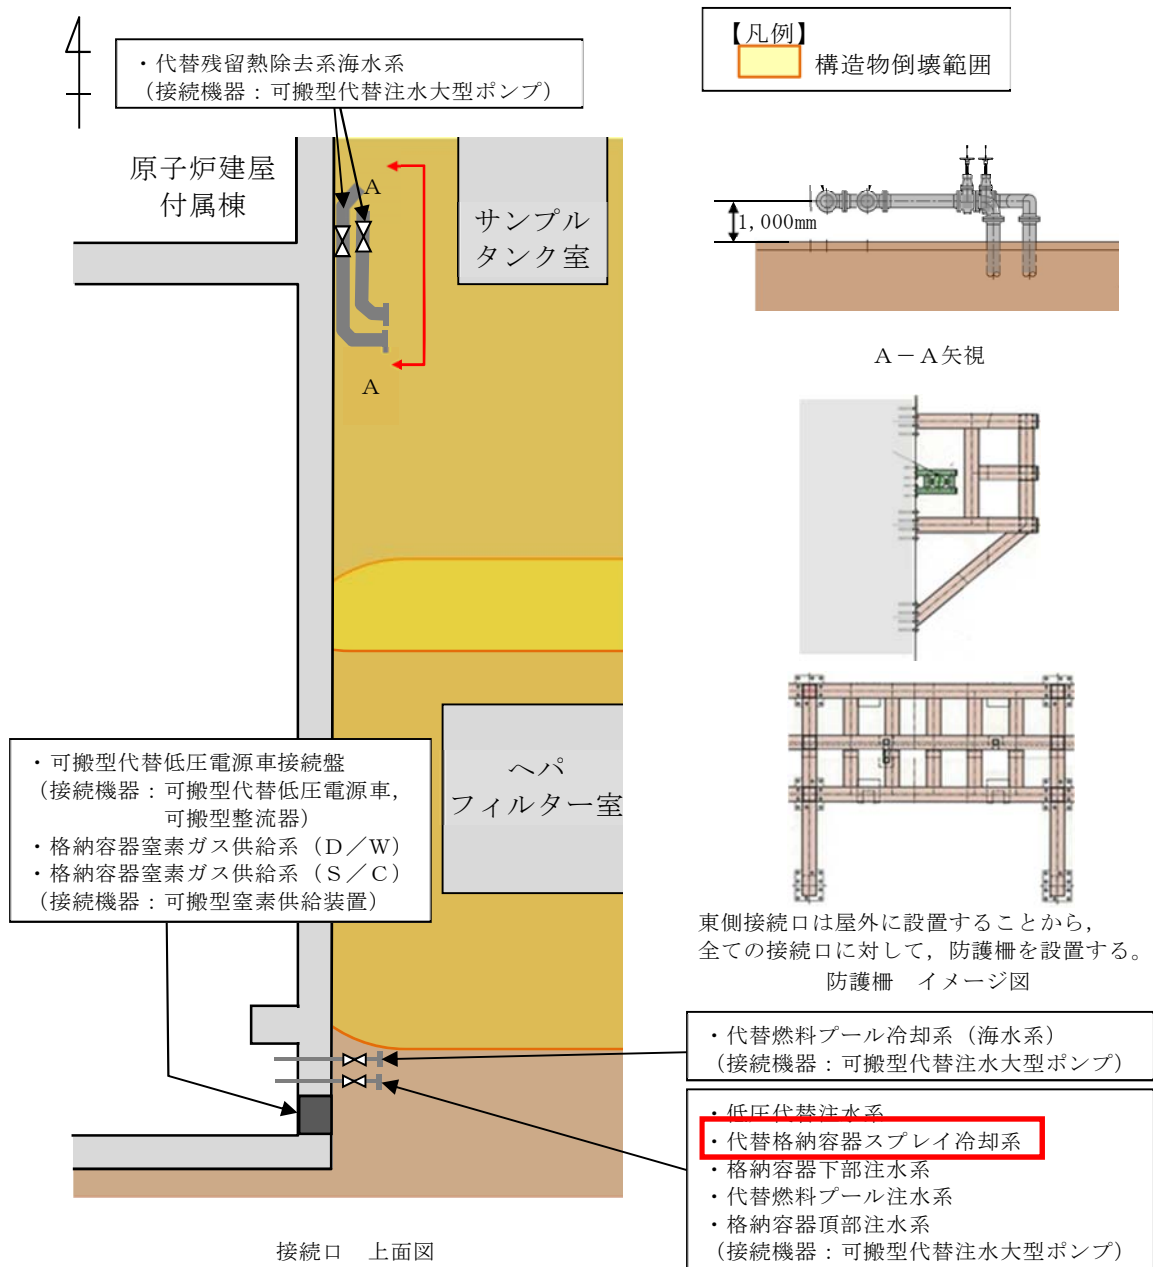 ・代替残留熱除去系海水系
（接続機器：可搬型代替注水大型ポンプ）
【凡例】
構造物倒壊範囲
原子炉建屋
付属棟
A
サンプル
タンク室
A
1,000mm
A－A矢視
ヘパ
フィルター室
・可搬型代替低圧電源車接続盤
（接続機器：可搬型代替低圧電源車，
可搬型整流器）
・格納容器窒素ガス供給系（D／W）
・格納容器窒素ガス供給系（S／C）
（接続機器：可搬型窒素供給装置）
東側接続口は屋外に設置することから，
全ての接続口に対して，防護柵を設置する。
防護柵　イメージ図
・代替燃料プール冷却系（海水系）
（接続機器：可搬型代替注水大型ポンプ）
・低圧代替注水系
・代替格納容器スプレイ冷却系
・格納容器下部注水系
・代替燃料プール注水系
・格納容器頂部注水系
（接続機器：可搬型代替注水大型ポンプ）
接続口　上面図